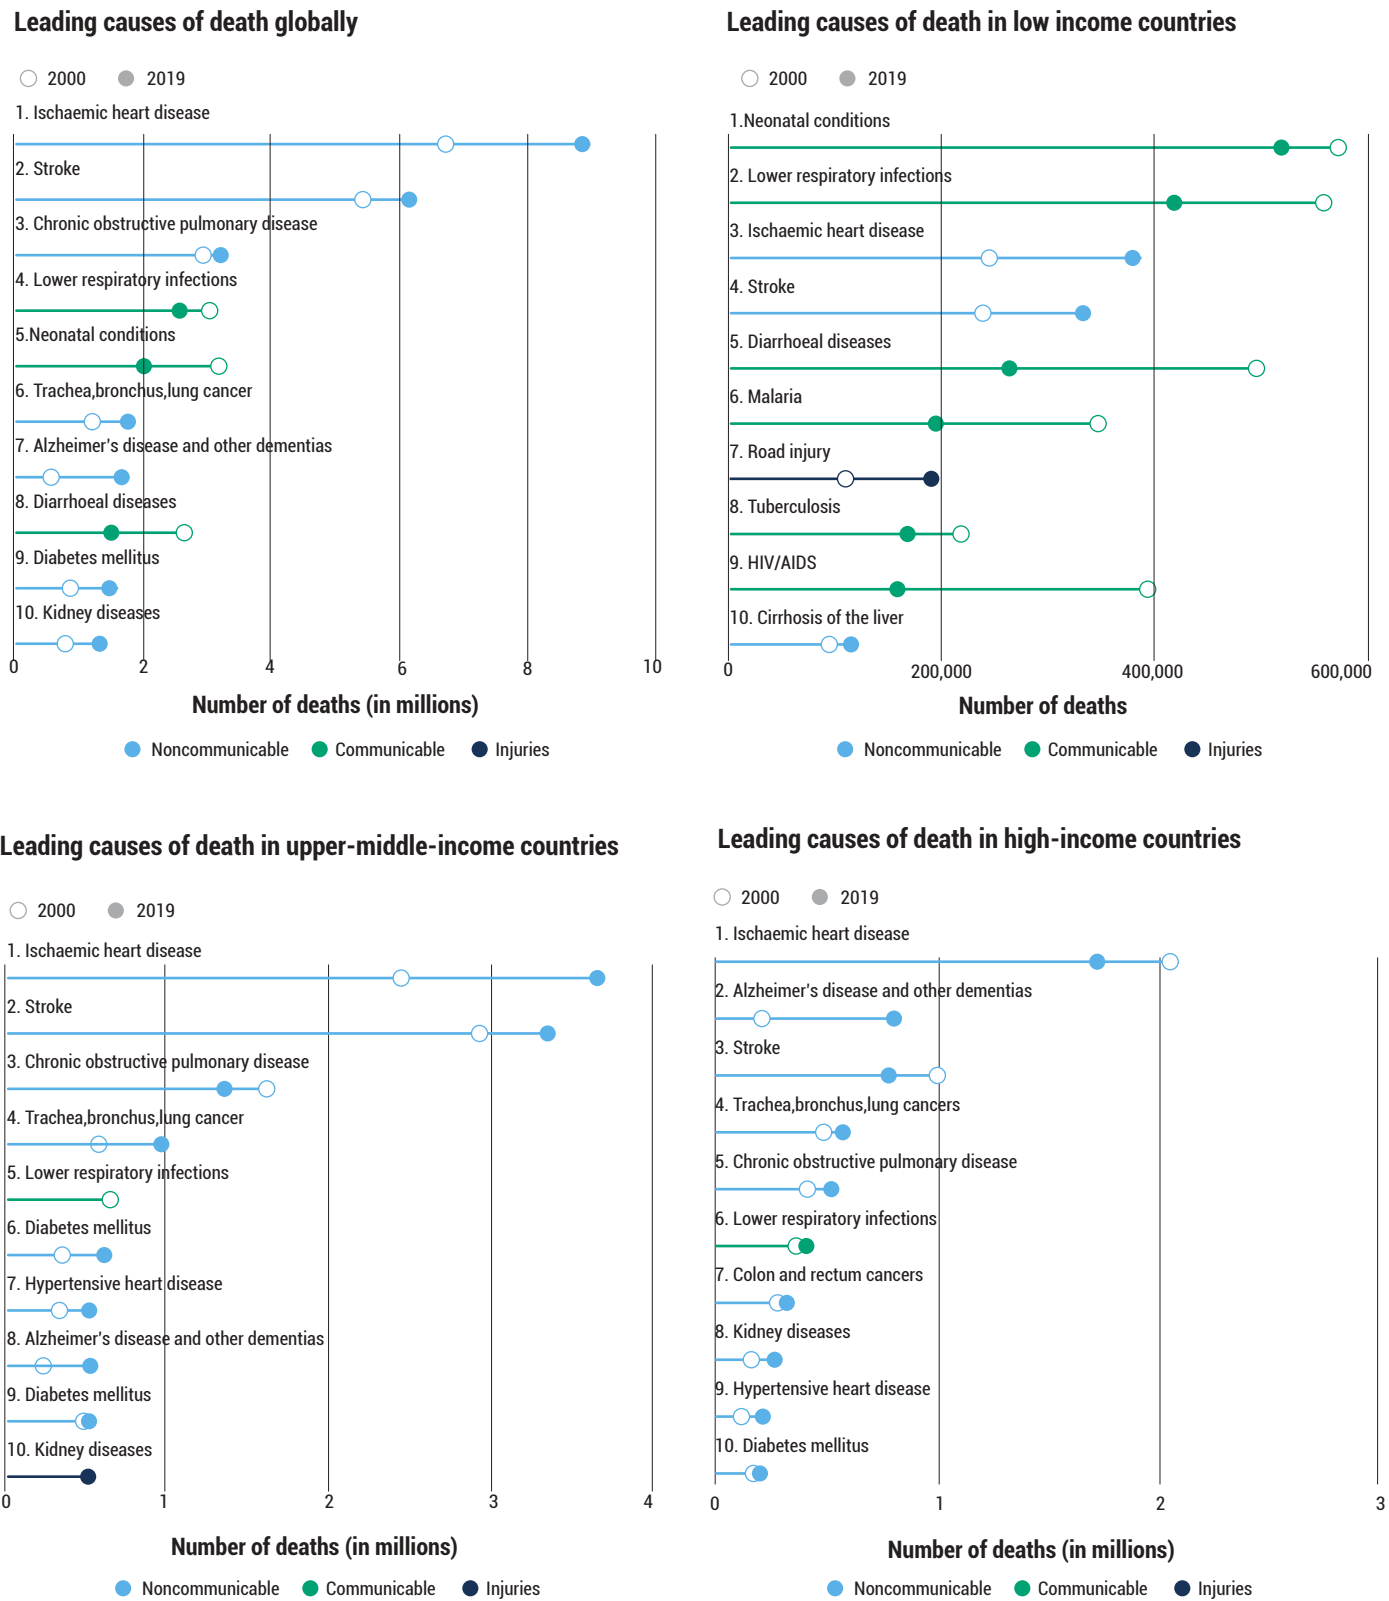 Leading causes of death globally
2000 2019
1. Ischaemic heart disease
2. Stroke
3. Chronic obstructive pulmonary disease
4. Lower respiratory infections
5.Neonatal conditions
6. Trachea,bronchus,lung cancer
7. Alzheimer's disease and other dementias
8. Diarrhoeal diseases
9. Diabetes mellitus
10. Kidney diseases
0 2 4 6 8 10
Number of deaths (in millions)
Noncommunicable Communicable Injuries
Leading causes of death in low income countries
2000 2019
1.Neonatal conditions
2. Lower respiratory infections
3. Ischaemic heart disease
4. Stroke
5. Diarrhoeal diseases
6. Malaria
7. Road injury
8. Tuberculosis
9. HIV/AIDS
10. Cirrhosis of the liver
0 200,000 400,000 600,000
Number of deaths
Noncommunicable Communicable Injuries
Leading causes of death in upper-middle-income countries
2000 2019
1. Ischaemic heart disease
2. Stroke
3. Chronic obstructive pulmonary disease
4. Trachea,bronchus,lung cancer
5. Lower respiratory infections
6. Diabetes mellitus
7. Hypertensive heart disease
8. Alzheimer's disease and other dementias
9. Diabetes mellitus
10. Kidney diseases
0 1 2 3 4
Number of deaths (in millions)
Noncommunicable Communicable Injuries
Leading causes of death in high-income countries
2000 2019
1. Ischaemic heart disease
2. Alzheimer's disease and other dementias
3. Stroke
4. Trachea,bronchus,lung cancers
5. Chronic obstructive pulmonary disease
6. Lower respiratory infections
7. Colon and rectum cancers
8. Kidney diseases
9. Hypertensive heart disease
10. Diabetes mellitus
0 1 2 3
Number of deaths (in millions)
Noncommunicable Communicable Injuries